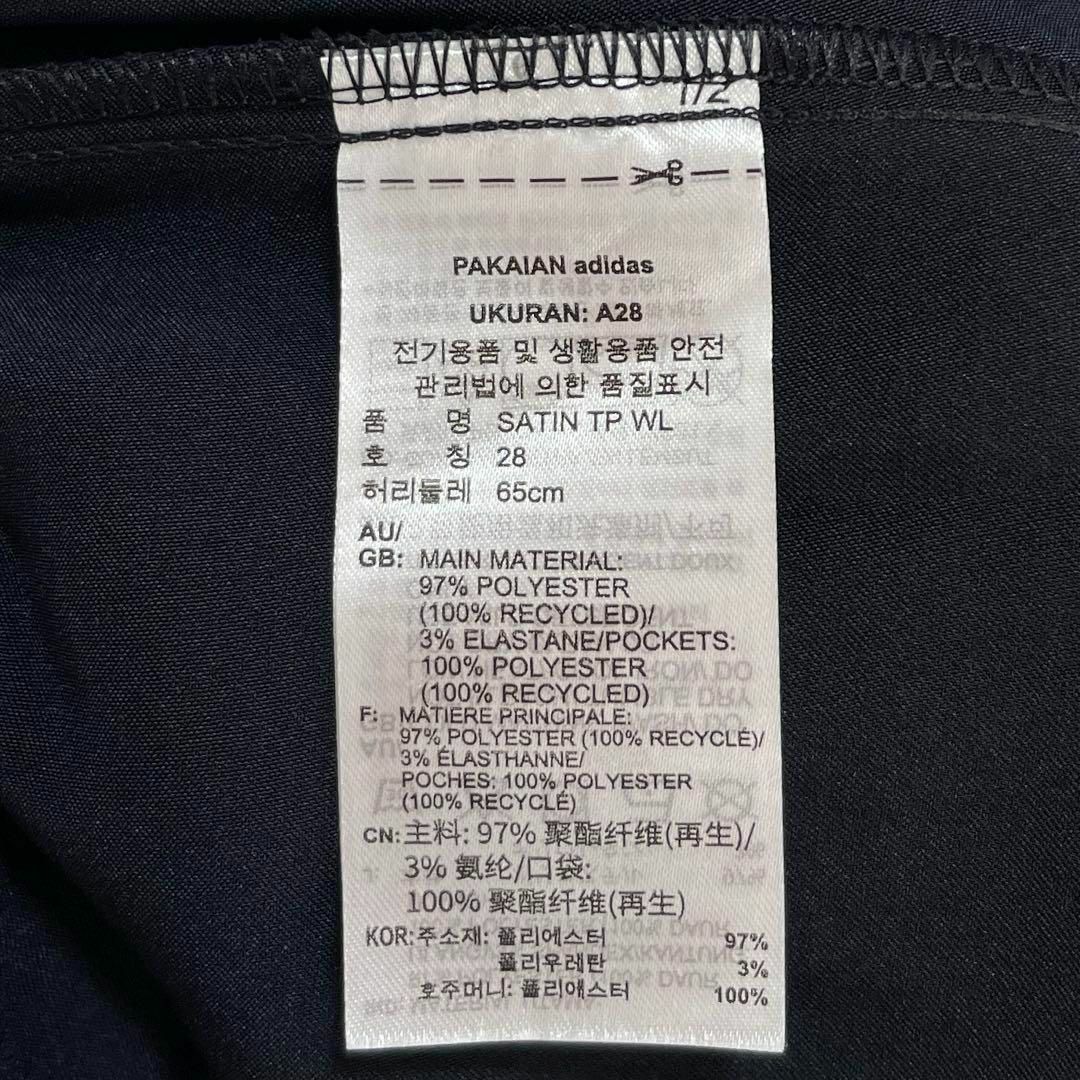 1/2
PAKAIAN adidas
UKURAN: A28
전기용품 및 생활용품 안전
관리법에 의한 품질표시
품 명 SATIN TP WL
호 칭 28
허리둘레 65cm
AU/
GB: MAIN MATERIAL:
97% POLYESTER
(100% RECYCLED)/
3% ELASTANE/POCKETS:
100% POLYESTER
(100% RECYCLED)
F: MATIERE PRINCIPALE:
97% POLYESTER (100% RECYCLÉ)/
3% ÉLASTHANNE/
POCHES: 100% POLYESTER
(100% RECYCLÉ)
CN: 主料: 97% 聚酯纤维(再生)/
3% 氨纶/口袋:
100% 聚酯纤维(再生)
KOR: 주소재: 폴리에스터 97%
폴리우레탄 3%
호주머니: 폴리애스터 100%